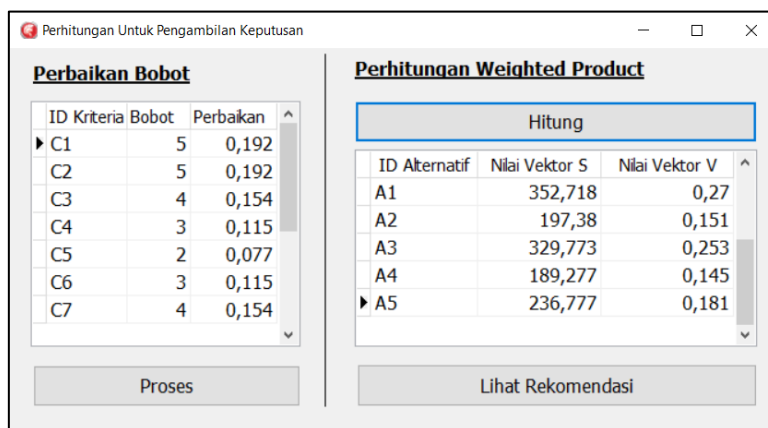 Perhitungan Untuk Pengambilan Keputusan
Perbaikan Bobot
ID Kriteria Bobot Perbaikan
C1 5 0,192
C2 5 0,192
C3 4 0,154
C4 3 0,115
C5 2 0,077
C6 3 0,115
C7 4 0,154
Proses
Perhitungan Weighted Product
Hitung
ID Alternatif Nilai Vektor S Nilai Vektor V
A1 352,718 0,27
A2 197,38 0,151
A3 329,773 0,253
A4 189,277 0,145
A5 236,777 0,181
Lihat Rekomendasi